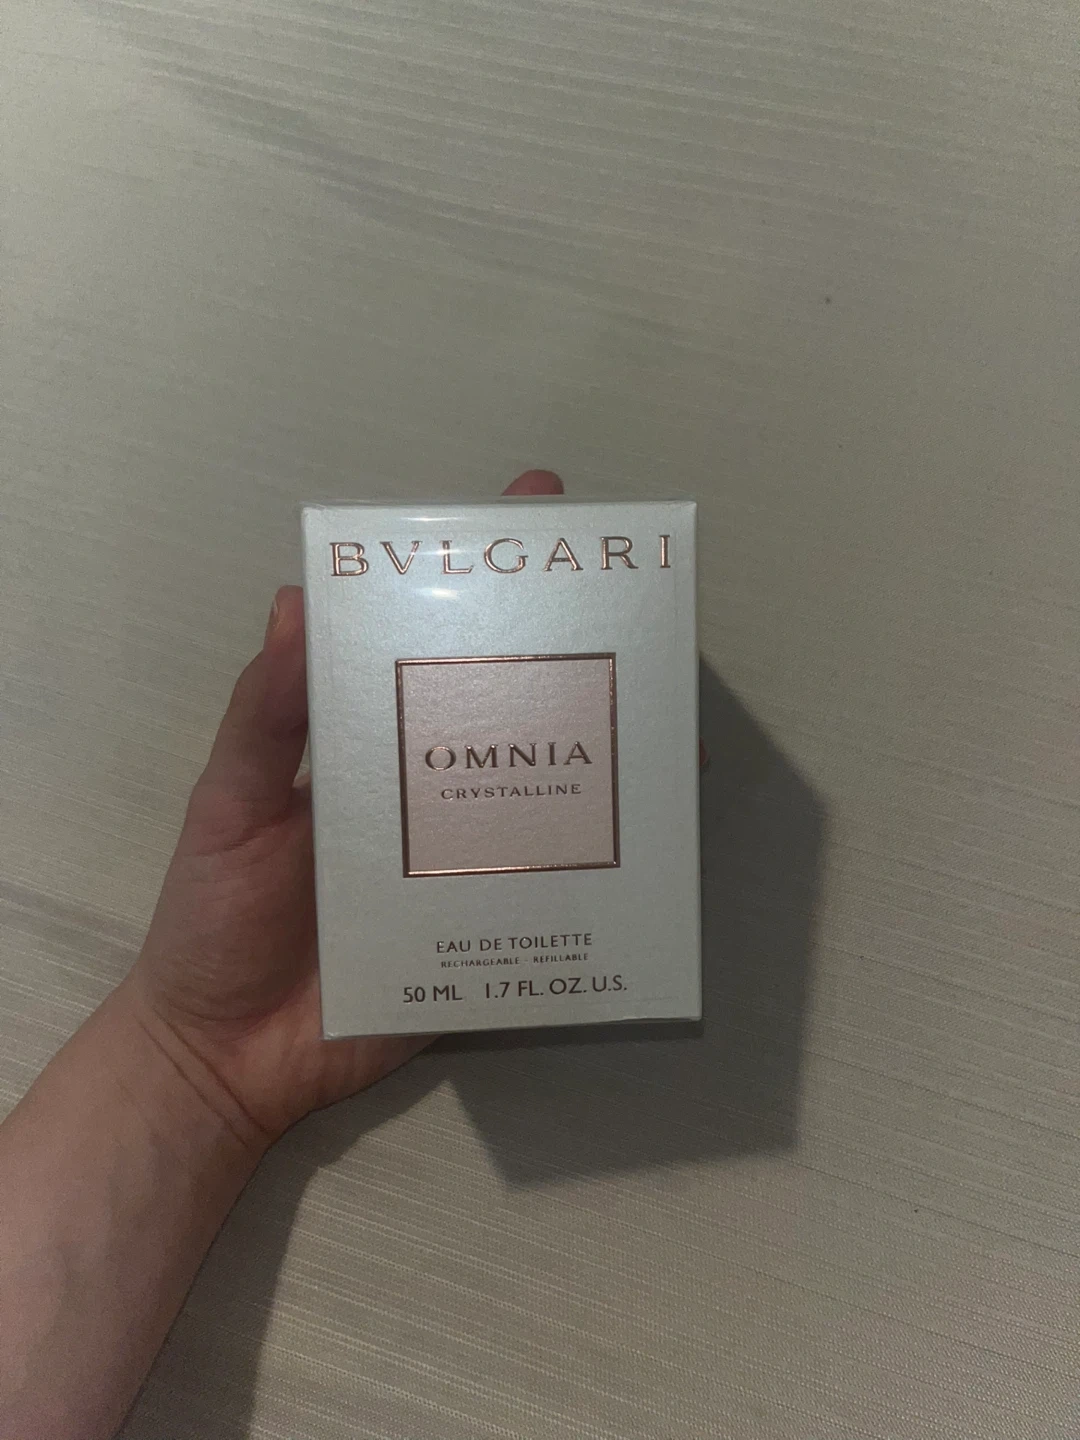 BVLGARI
OMNIA
CRYSTALLINE
EAU DE TOILETTE
RECHARGEABLE - REFILLABLE
50 ML 1.7 FL. OZ. U.S.